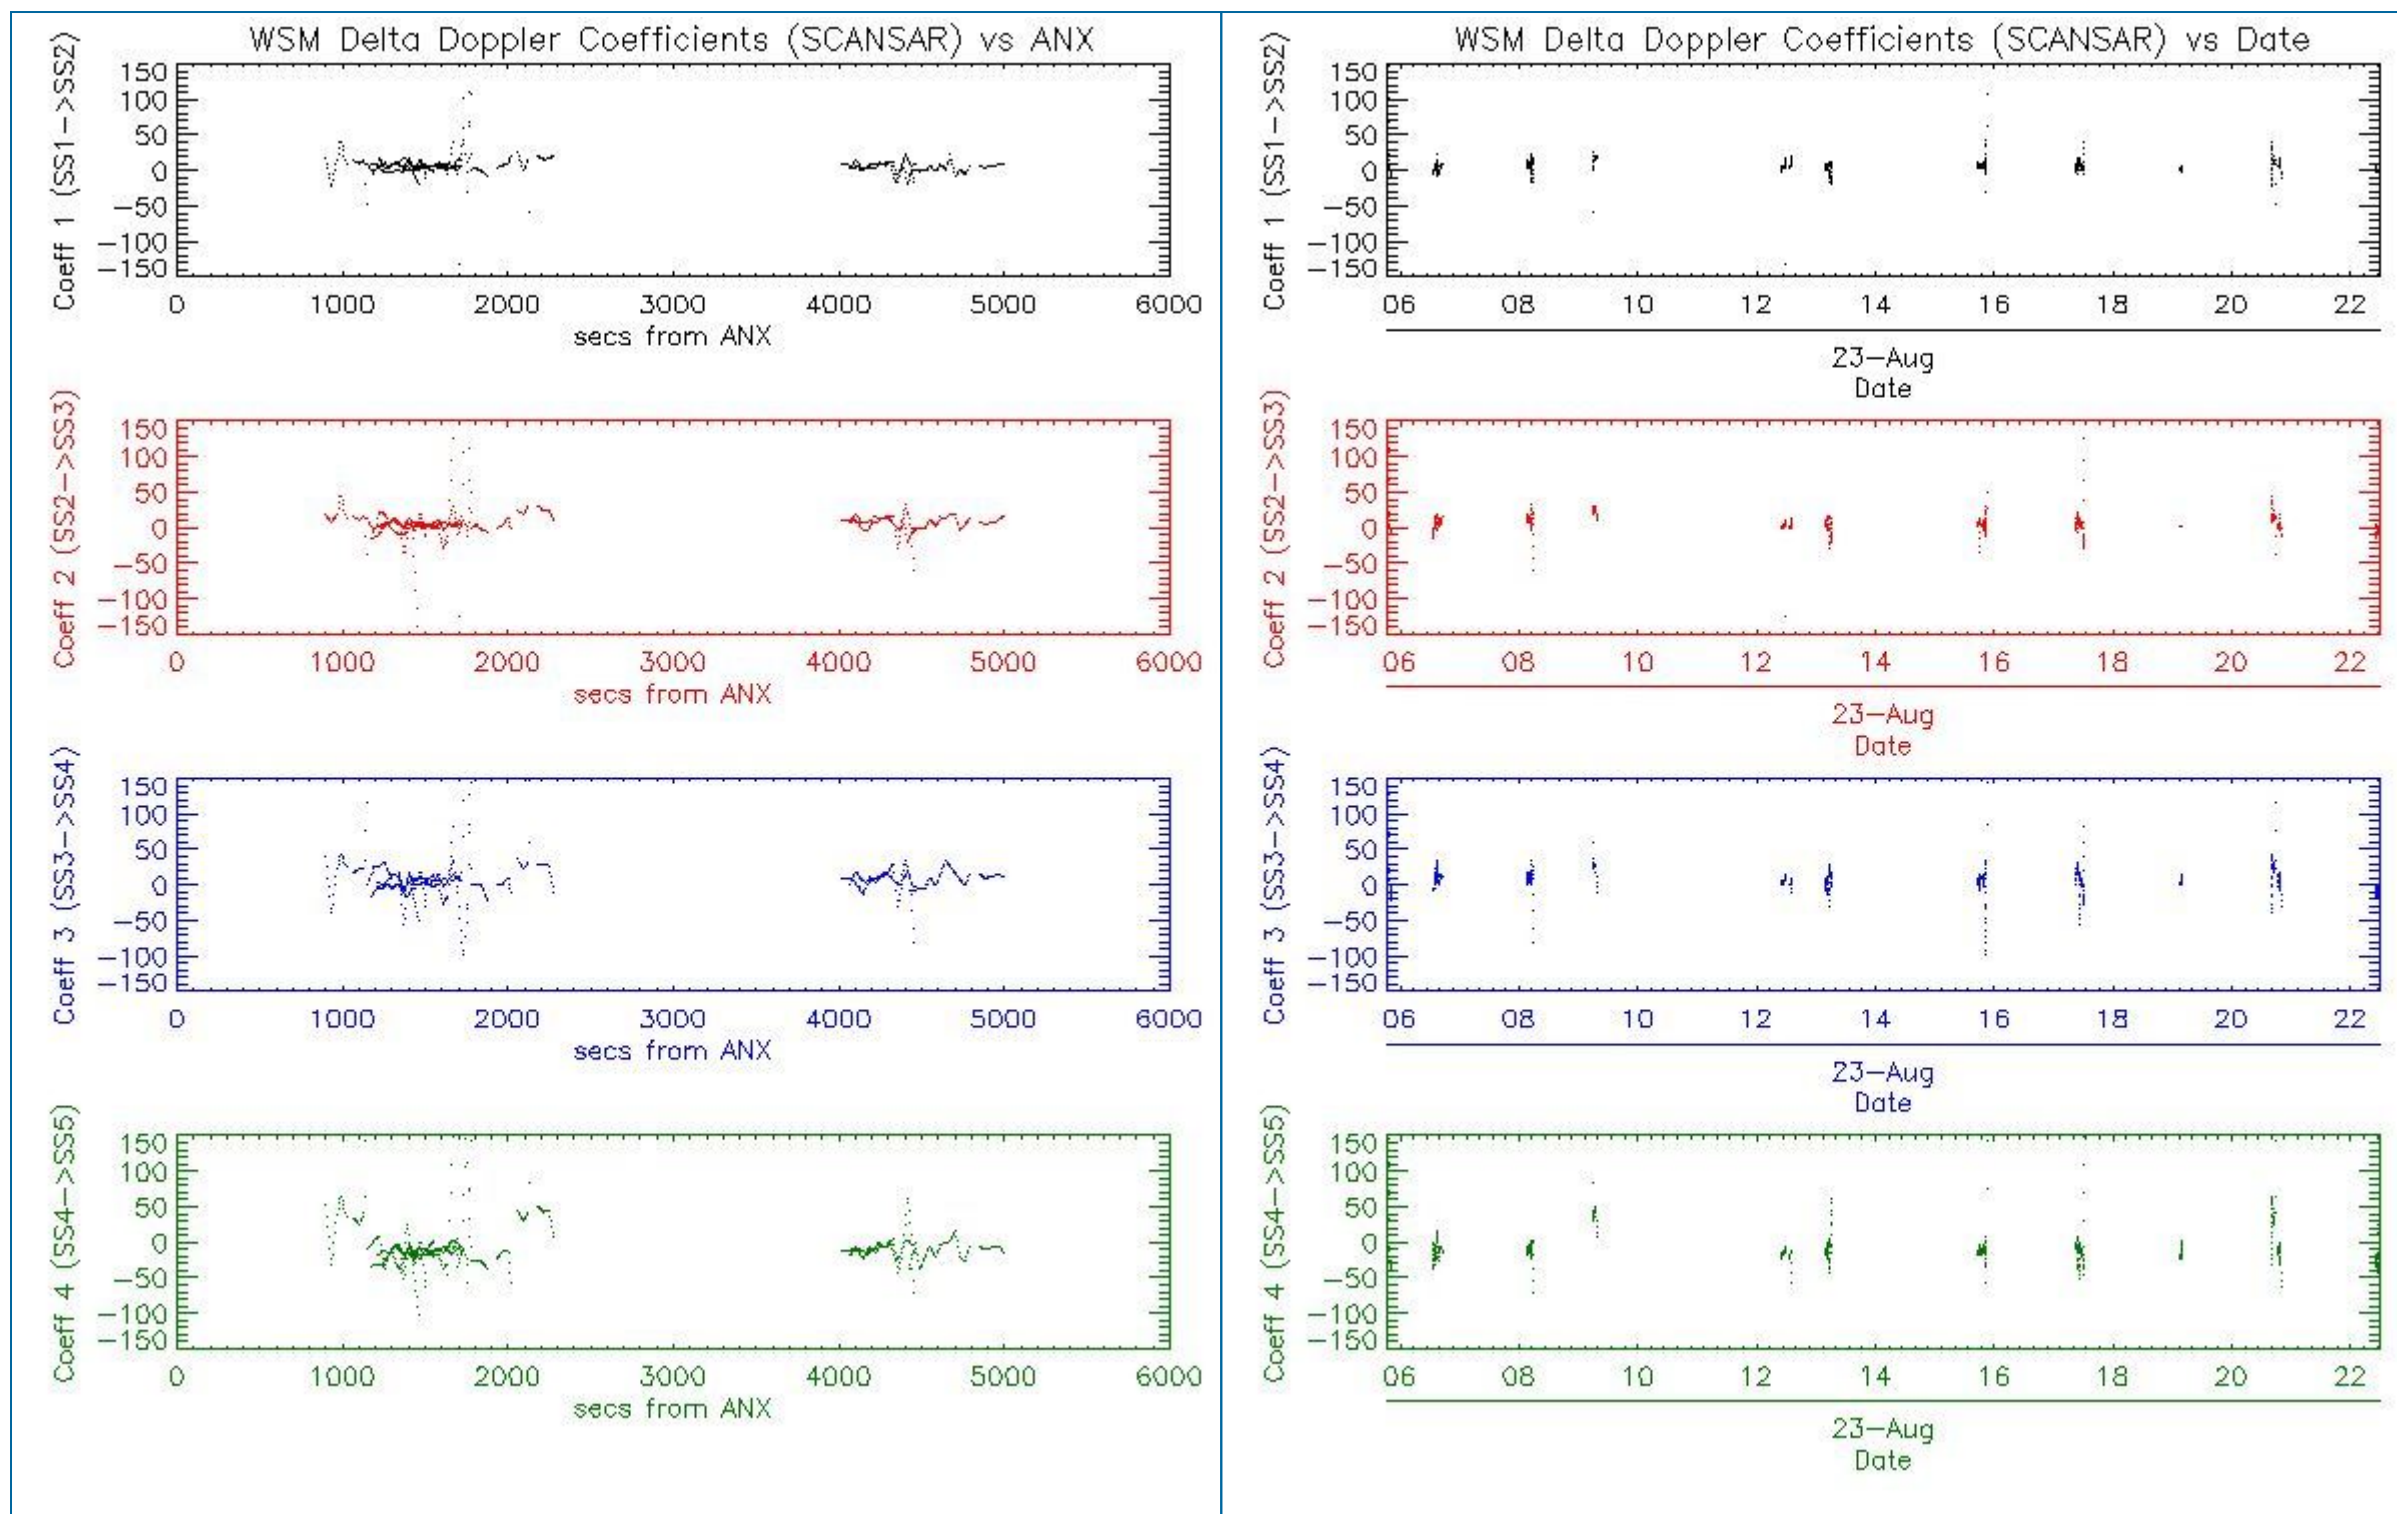 WSM Delta Doppler Coefficients (SCANSAR) vs ANX
Coeff 1 (SS1->SS2)
150
100
50
0
-50
-100
-150
0 1000 2000 3000 4000 5000 6000
secs from ANX
Coeff 2 (SS2->SS3)
150
100
50
0
-50
-100
-150
0 1000 2000 3000 4000 5000 6000
secs from ANX
Coeff 3 (SS3->SS4)
150
100
50
0
-50
-100
-150
0 1000 2000 3000 4000 5000 6000
secs from ANX
Coeff 4 (SS4->SS5)
150
100
50
0
-50
-100
-150
0 1000 2000 3000 4000 5000 6000
secs from ANX
WSM Delta Doppler Coefficients (SCANSAR) vs Date
Coeff 1 (SS1->SS2)
150
100
50
0
-50
-100
-150
06 08 10 12 14 16 18 20 22
23-Aug
Date
Coeff 2 (SS2->SS3)
150
100
50
0
-50
-100
-150
06 08 10 12 14 16 18 20 22
23-Aug
Date
Coeff 3 (SS3->SS4)
150
100
50
0
-50
-100
-150
06 08 10 12 14 16 18 20 22
23-Aug
Date
Coeff 4 (SS4->SS5)
150
100
50
0
-50
-100
-150
06 08 10 12 14 16 18 20 22
23-Aug
Date